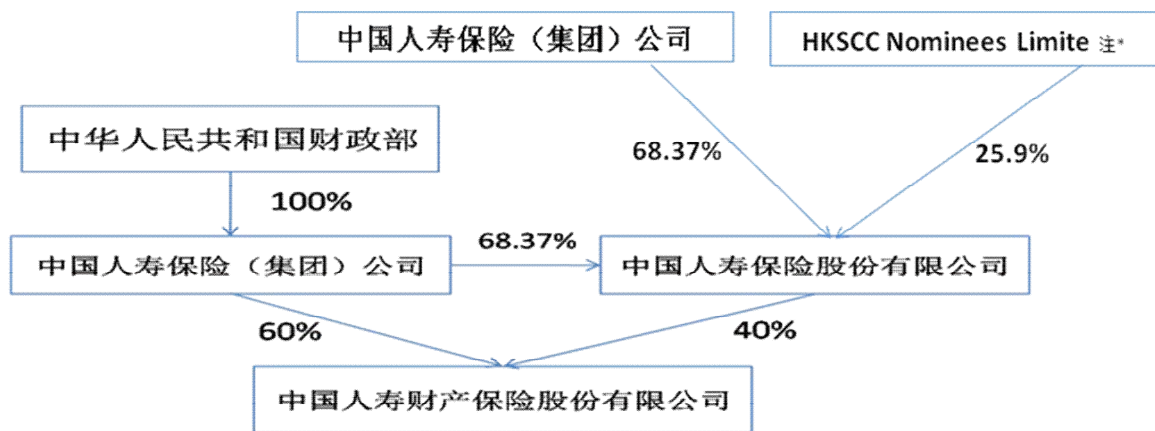 中国人寿保险（集团）公司
HKSCC Nominees Limite 注*
中华人民共和国财政部
68.37%
25.9%
100%
中国人寿保险（集团）公司
68.37%
中国人寿保险股份有限公司
60%
40%
中国人寿财产保险股份有限公司